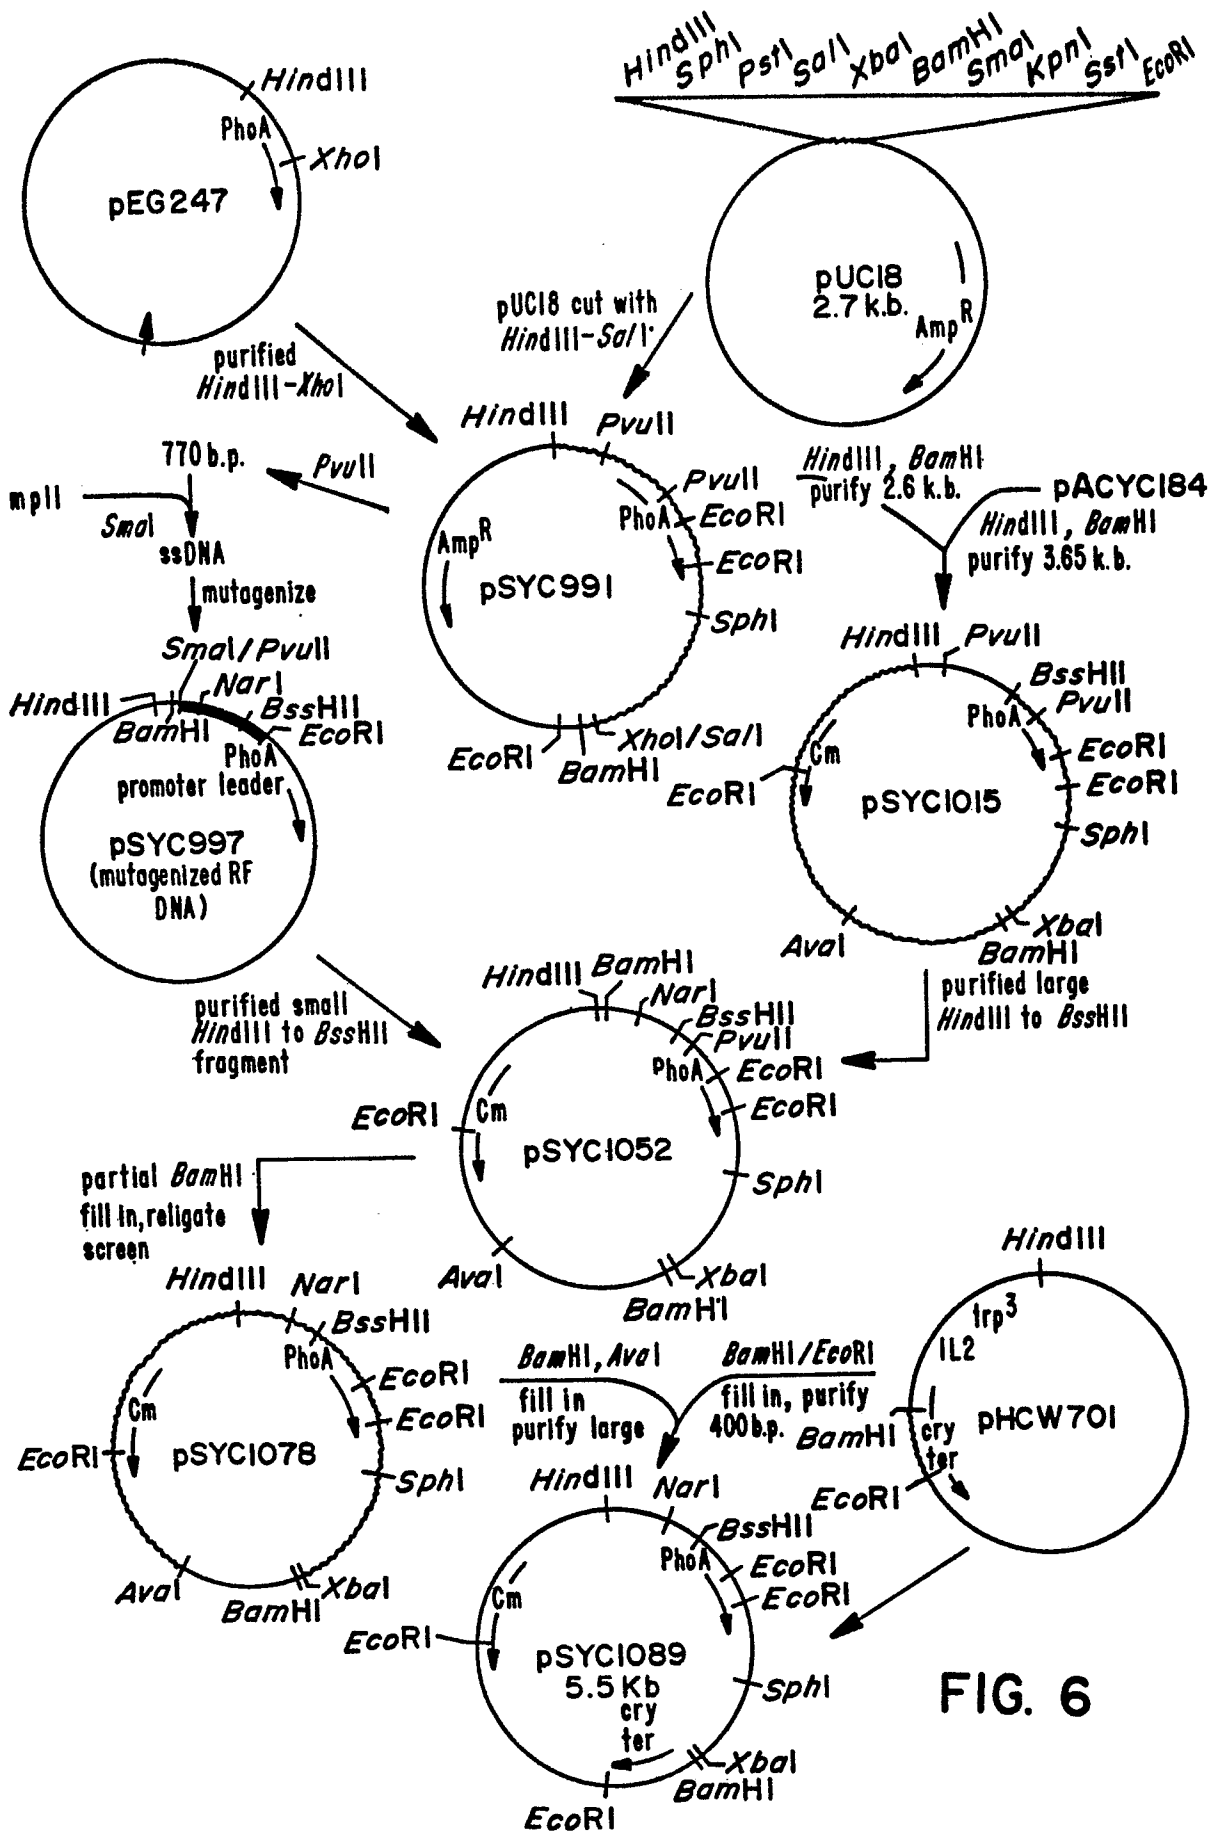 HindIII
SphI
PstI
SalI
XbaI
BamHI
SmaI
KpnI
SstI
EcoRI
HindIII
PhoA
XhoI
pEG247
pUC18
2.7 k.b.
AmpR
pUC18 cut with
HindIII-SalI
purified
HindIII-XhoI
HindIII
PvuII
PvuII
PhoA
EcoRI
EcoRI
AmpR
pSYC991
SphI
XhoI/SalI
BamHI
EcoRI
770 b.p.
PvuII
mp11
SmaI
ssDNA
mutagenize
HindIII, BamHI
purify 2.6 k.b.
pACYC184
HindIII, BamHI
purify 3.65 k.b.
SmaI/PvuII
HindIII
NarI
BamHI
BssHII
EcoRI
PhoA
promoter leader
pSYC997
(mutagenized RF
DNA)
HindIII
PvuII
BssHII
PhoA
PvuII
EcoRI
Cm
EcoRI
EcoRI
pSYC1015
SphI
AvaI
XbaI
BamHI
purified small
HindIII to BssHII
fragment
purified large
HindIII to BssHII
HindIII
BamHI
NarI
BssHII
PvuII
PhoA
EcoRI
EcoRI
EcoRI
Cm
pSYC1052
SphI
AvaI
XbaI
BamHI
partial BamHI
fill in, religate
screen
HindIII
NarI
BssHII
PhoA
EcoRI
EcoRI
Cm
EcoRI
pSYC1078
SphI
AvaI
XbaI
BamHI
BamHI, AvaI
fill in
purify large
BamHI/EcoRI
fill in, purify
400 b.p.
HindIII
trp3
IL2
BamHI
pHCW701
cry
ter
EcoRI
HindIII
NarI
BssHII
PhoA
EcoRI
EcoRI
Cm
EcoRI
pSYC1089
5.5 Kb
cry
ter
SphI
XbaI
BamHI
EcoRI
FIG. 6